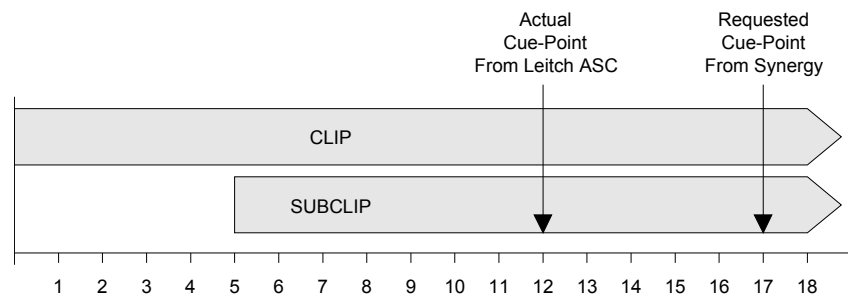 Actual
Cue-Point
From Leitch ASC
Requested
Cue-Point
From Synergy
CLIP
SUBCLIP
1 2 3 4 5 6 7 8 9 10 11 12 13 14 15 16 17 18